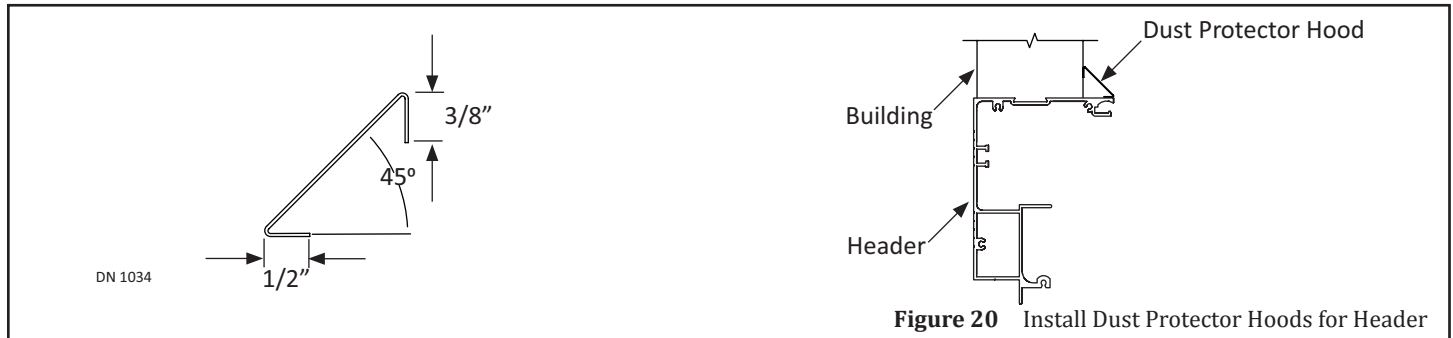 3/8”
45º
1/2”
DN 1034
Dust Protector Hood
Building
Header
Figure 20 Install Dust Protector Hoods for Header